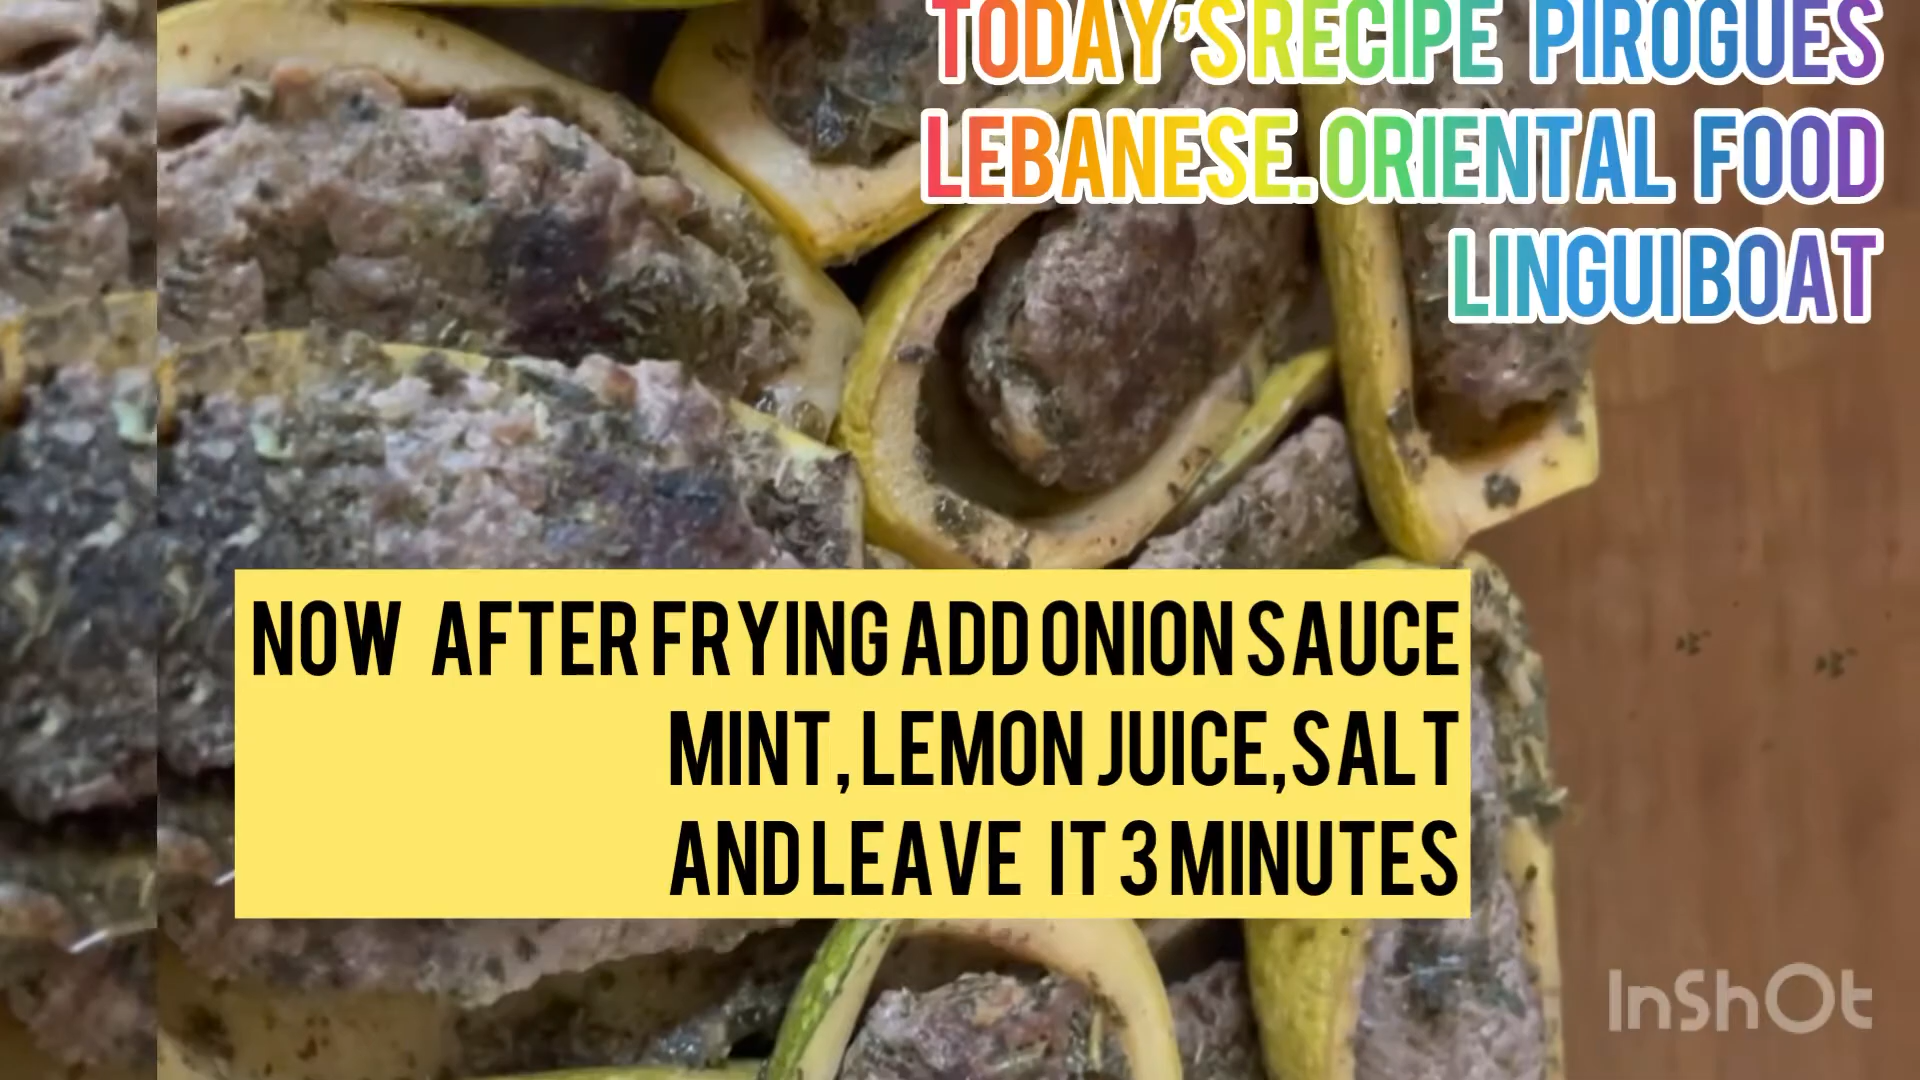 TODAY'S RECIPE PIROGUES
LEBANESE.ORIENTAL FOOD
LINGUI BOAT
NOW AFTER FRYING ADD ONION SAUCE
MINT, LEMON JUICE,SALT
AND LEAVE IT 3 MINUTES
InShOt